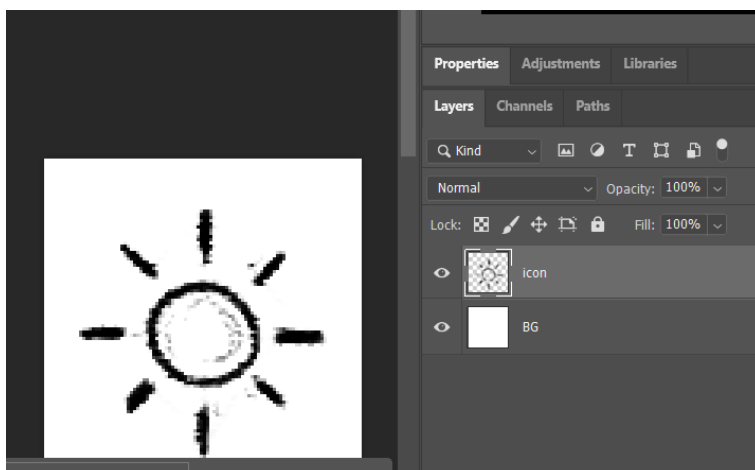 Properties Adjustments Libraries
Layers Channels Paths
Kind
Normal Opacity: 100%
Lock: Fill: 100%
icon
BG